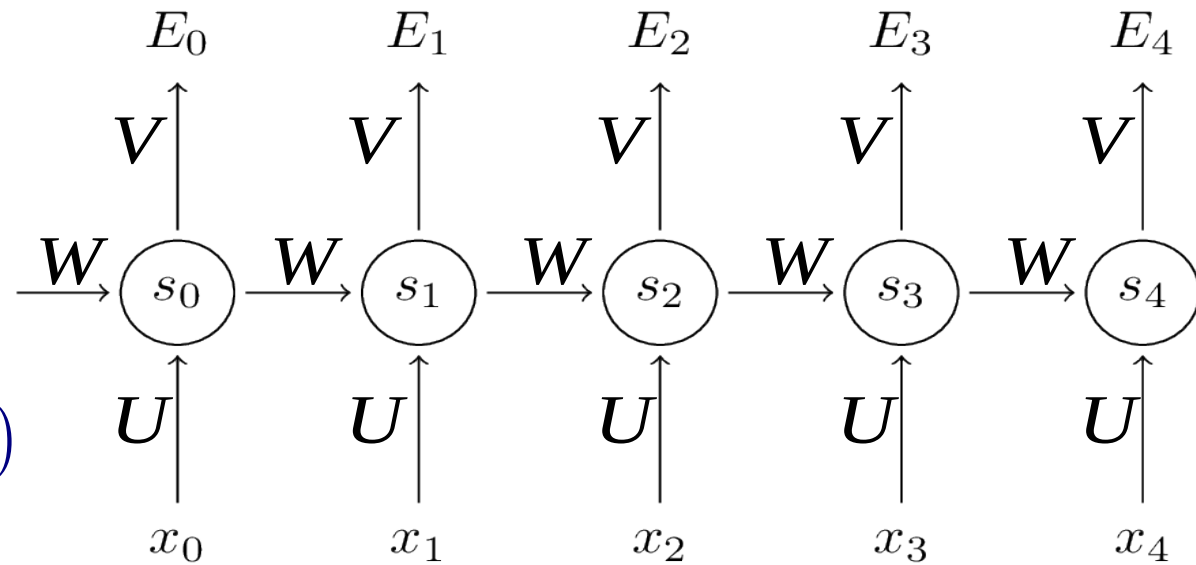 E₀ E₁ E₂ E₃ E₄
V V V V V
W s₀ W s₁ W s₂ W s₃ W s₄
) U U U U U
x₀ x₁ x₂ x₃ x₄